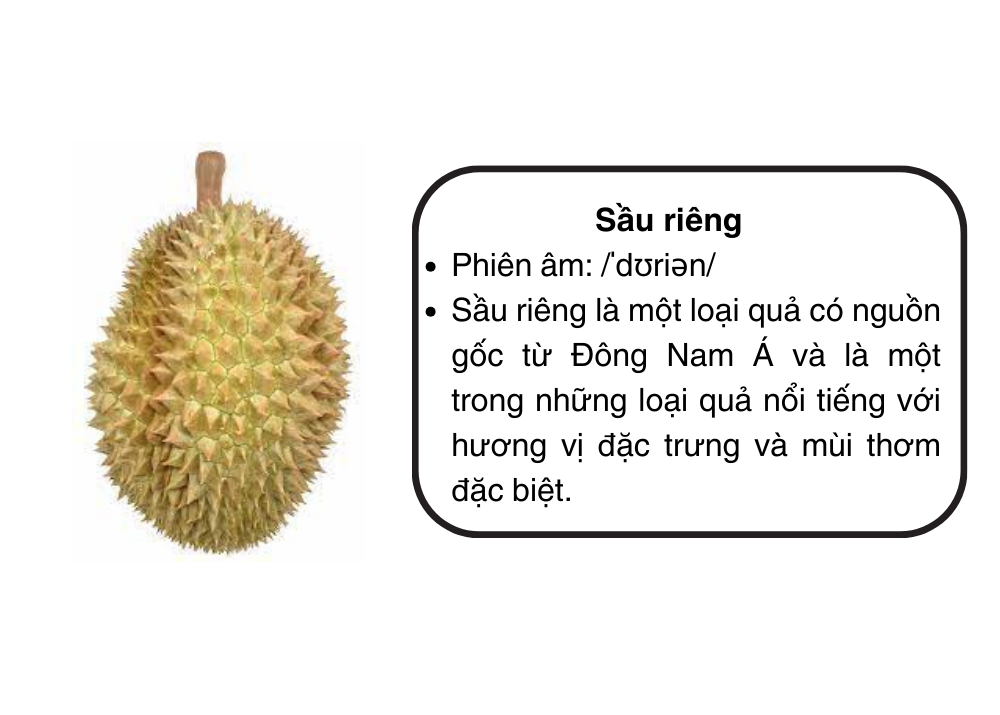 Sầu riêng
• Phiên âm: /ˈdʊriən/
• Sầu riêng là một loại quả có nguồn
gốc từ Đông Nam Á và là một
trong những loại quả nổi tiếng với
hương vị đặc trưng và mùi thơm
đặc biệt.